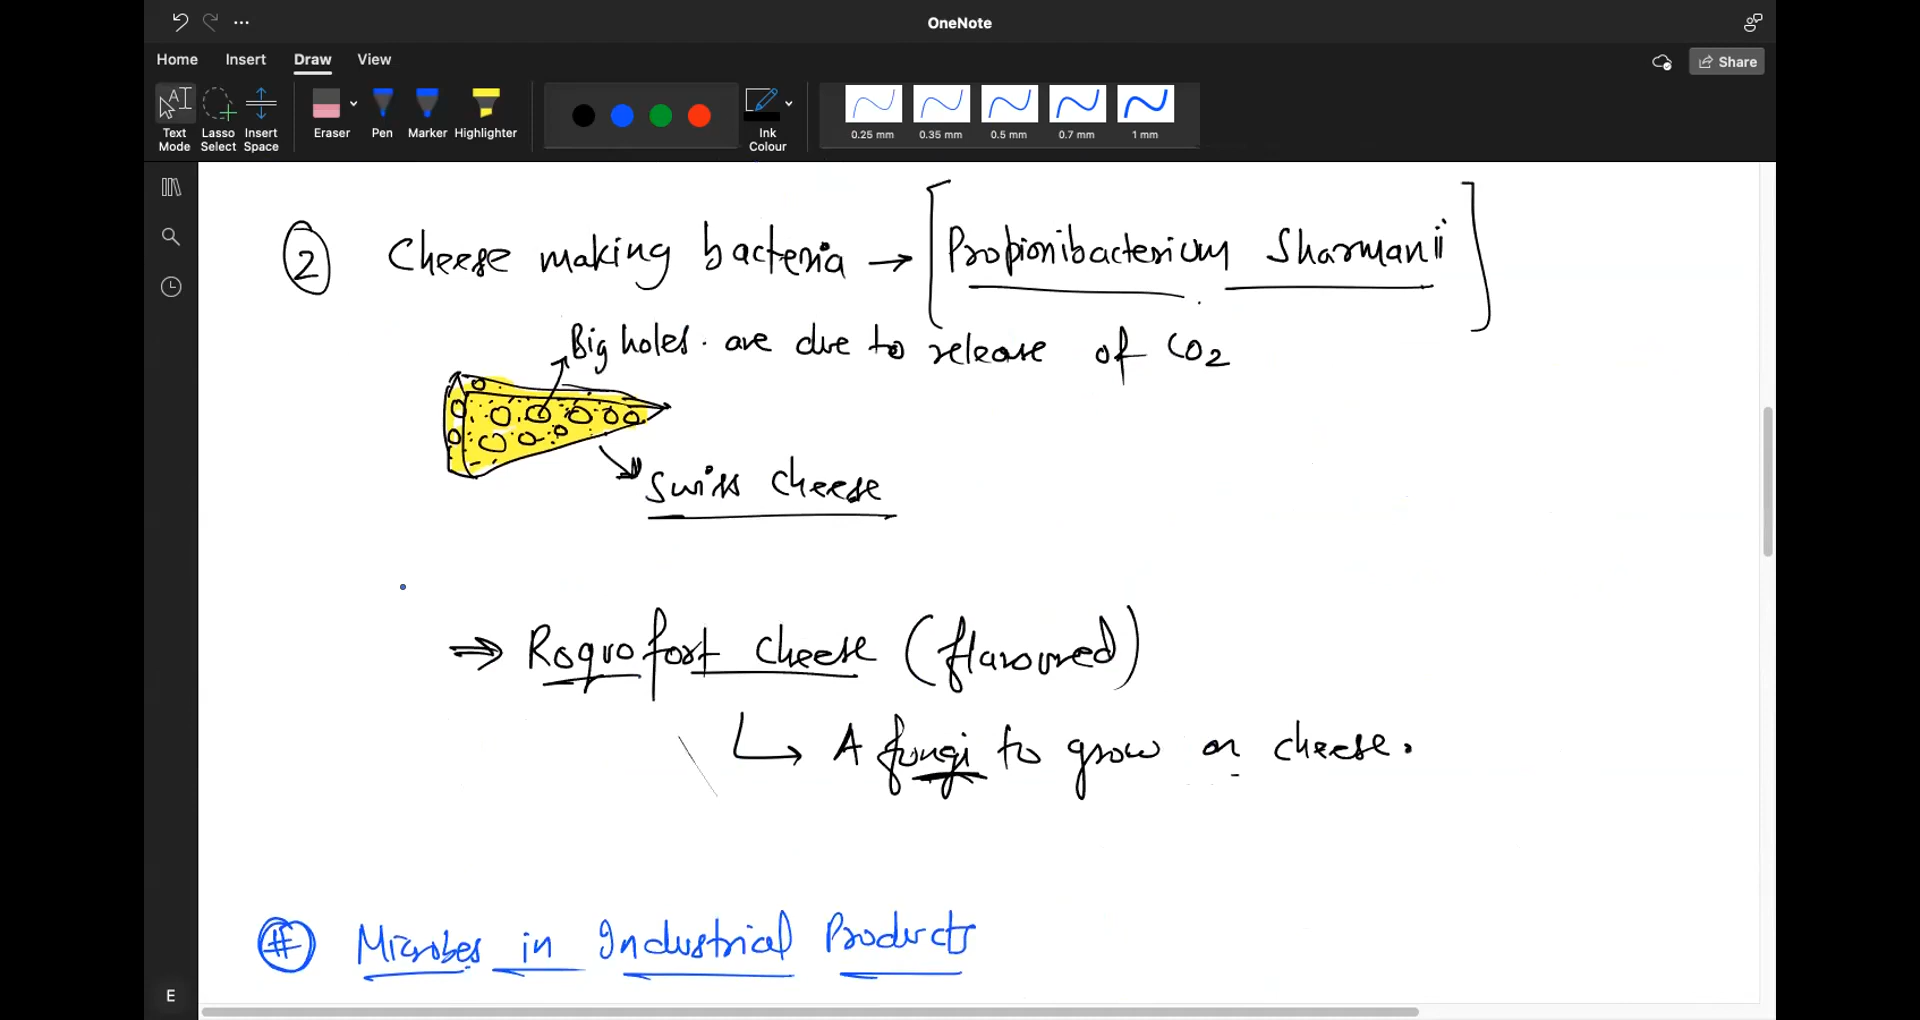 OneNote
Home Insert Draw View
Share
Text Mode
Lasso Select
Insert Space
Eraser
Pen
Marker
Highlighter
Ink Colour
0.25 mm
0.35 mm
0.5 mm
0.7 mm
1 mm
② Cheese making bacteria → [Propionibacterium Sharmanii]
Big holes are due to release of CO2
Swiss cheese
⇒ Roquofort cheese (flavoured)
↳ A fungi to grow on cheese.
# Microbes in Industrial Products
E